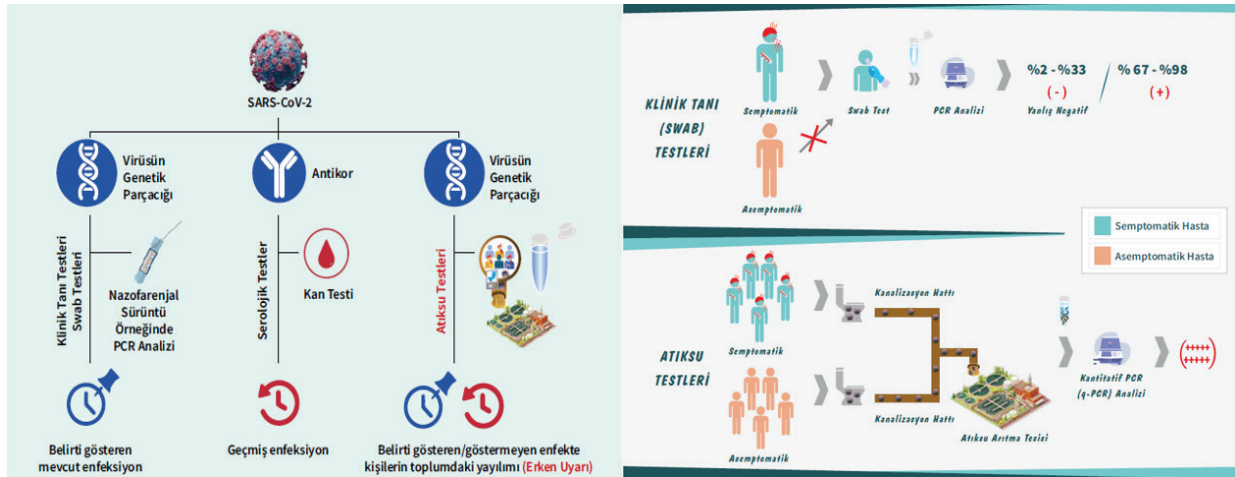 SARS-CoV-2
Virüsün
Genetik
Parçacığı
Antikor
Virüsün
Genetik
Parçacığı
Klinik Tanı Testleri
Swab Testleri
Nazofarenjal
Sürüntü
Örneğinde
PCR Analizi
Serolojik Testler
Kan Testi
Atıksu Testleri
Belirti gösteren
mevcut enfeksiyon
Geçmiş enfeksiyon
Belirti gösteren/göstermeyen enfekte
kişilerin toplumdaki yayılımı (Erken Uyarı)
KLİNİK TANI
(SWAB)
TESTLERİ
Semptomatik
Asemptomatik
Swab Test
PCR Analizi
%2 - %33
(-)
Yanlış Negatif
/
% 67 - %98
(+)
Semptomatik Hasta
Asemptomatik Hasta
ATIKSU
TESTLERİ
Semptomatik
Asemptomatik
Kanalizasyon Hattı
Kanalizasyon Hattı
Atıksu Arıtma Tesisi
Kantitatif PCR
(q-PCR) Analizi
(+++++
+++++)